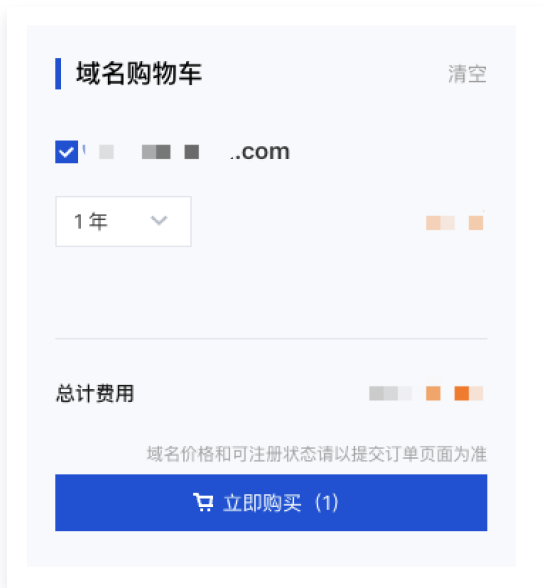 域名购物车
清空
.com
1 年
总计费用
域名价格和可注册状态请以提交订单页面为准
立即购买（1）